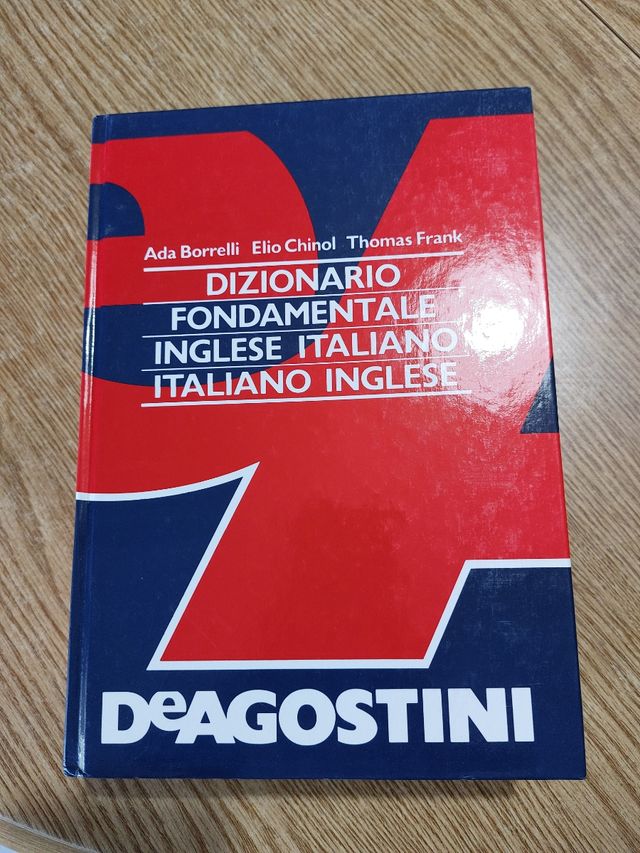 Ada Borrelli Elio Chinol Thomas Frank
DIZIONARIO
FONDAMENTALE
INGLESE ITALIANO
ITALIANO INGLESE
DeAGOSTINI